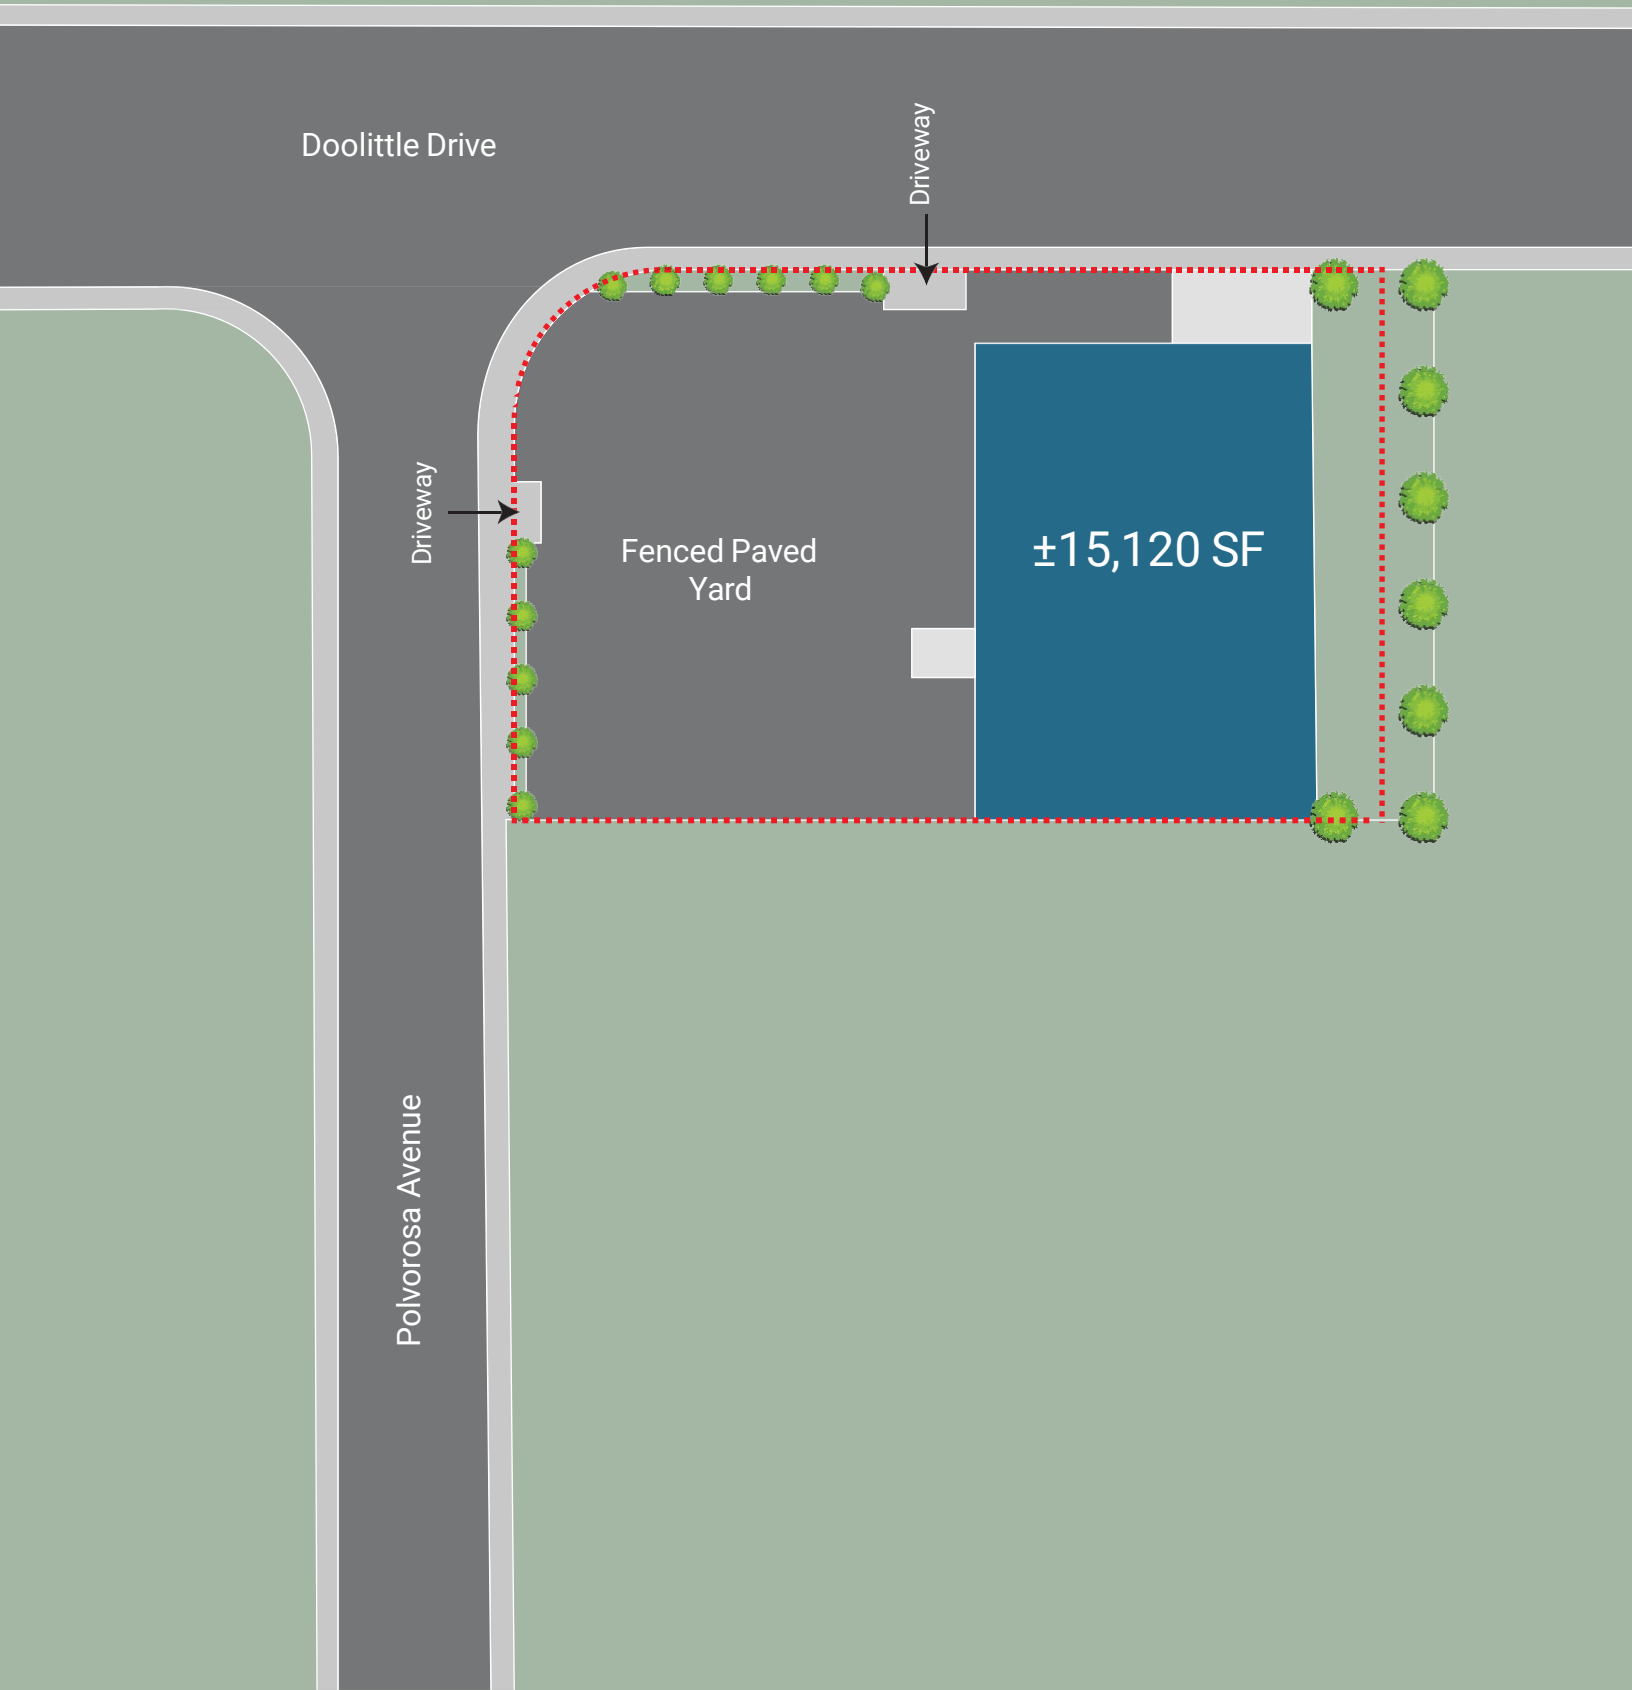 Doolittle Drive
Driveway
Driveway
Fenced Paved
Yard
±15,120 SF
Polvorosa Avenue